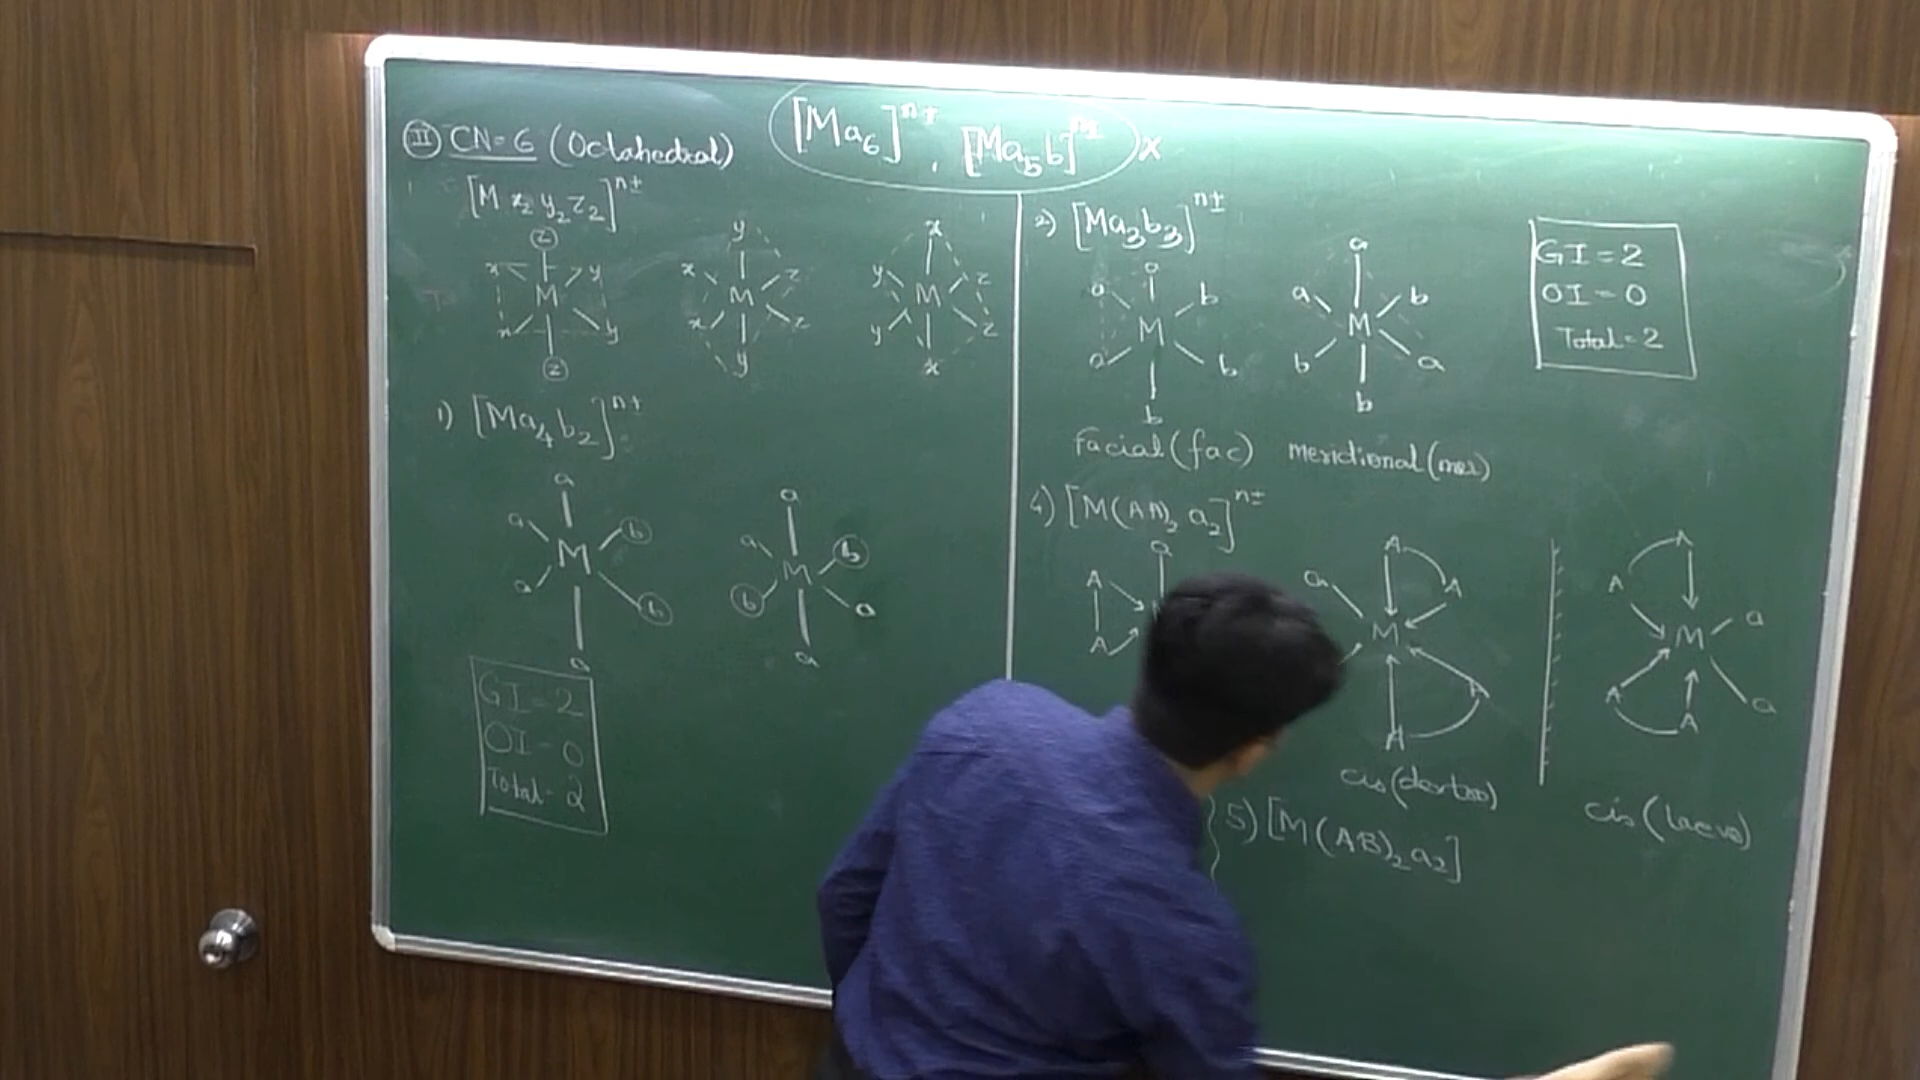 [Ma6]^n±, [Ma5b]^n± x
II CN=6 (Octahedral)
[M x2 y2 z2]^n±
z
x y
M
x y
z
y
x z
M
x z
y
x
y z
M
y z
x
1) [Ma4b2]^n±
a
a b
M
a b
a
a
a b
M
b a
a
GI=2
OI=0
Total=2
2) [Ma3b3]^n±
a
a b
M
a b
b
a
a b
M
b a
b
Facial (fac) meridional (mer)
GI=2
OI=0
Total=2
4) [M(AA)2 a2]^n±
a
A
A
A
a A
M
A
A
cis(dextro)
A
A a
M
A a
A
cis (laevo)
5) [M(AB)2a2]